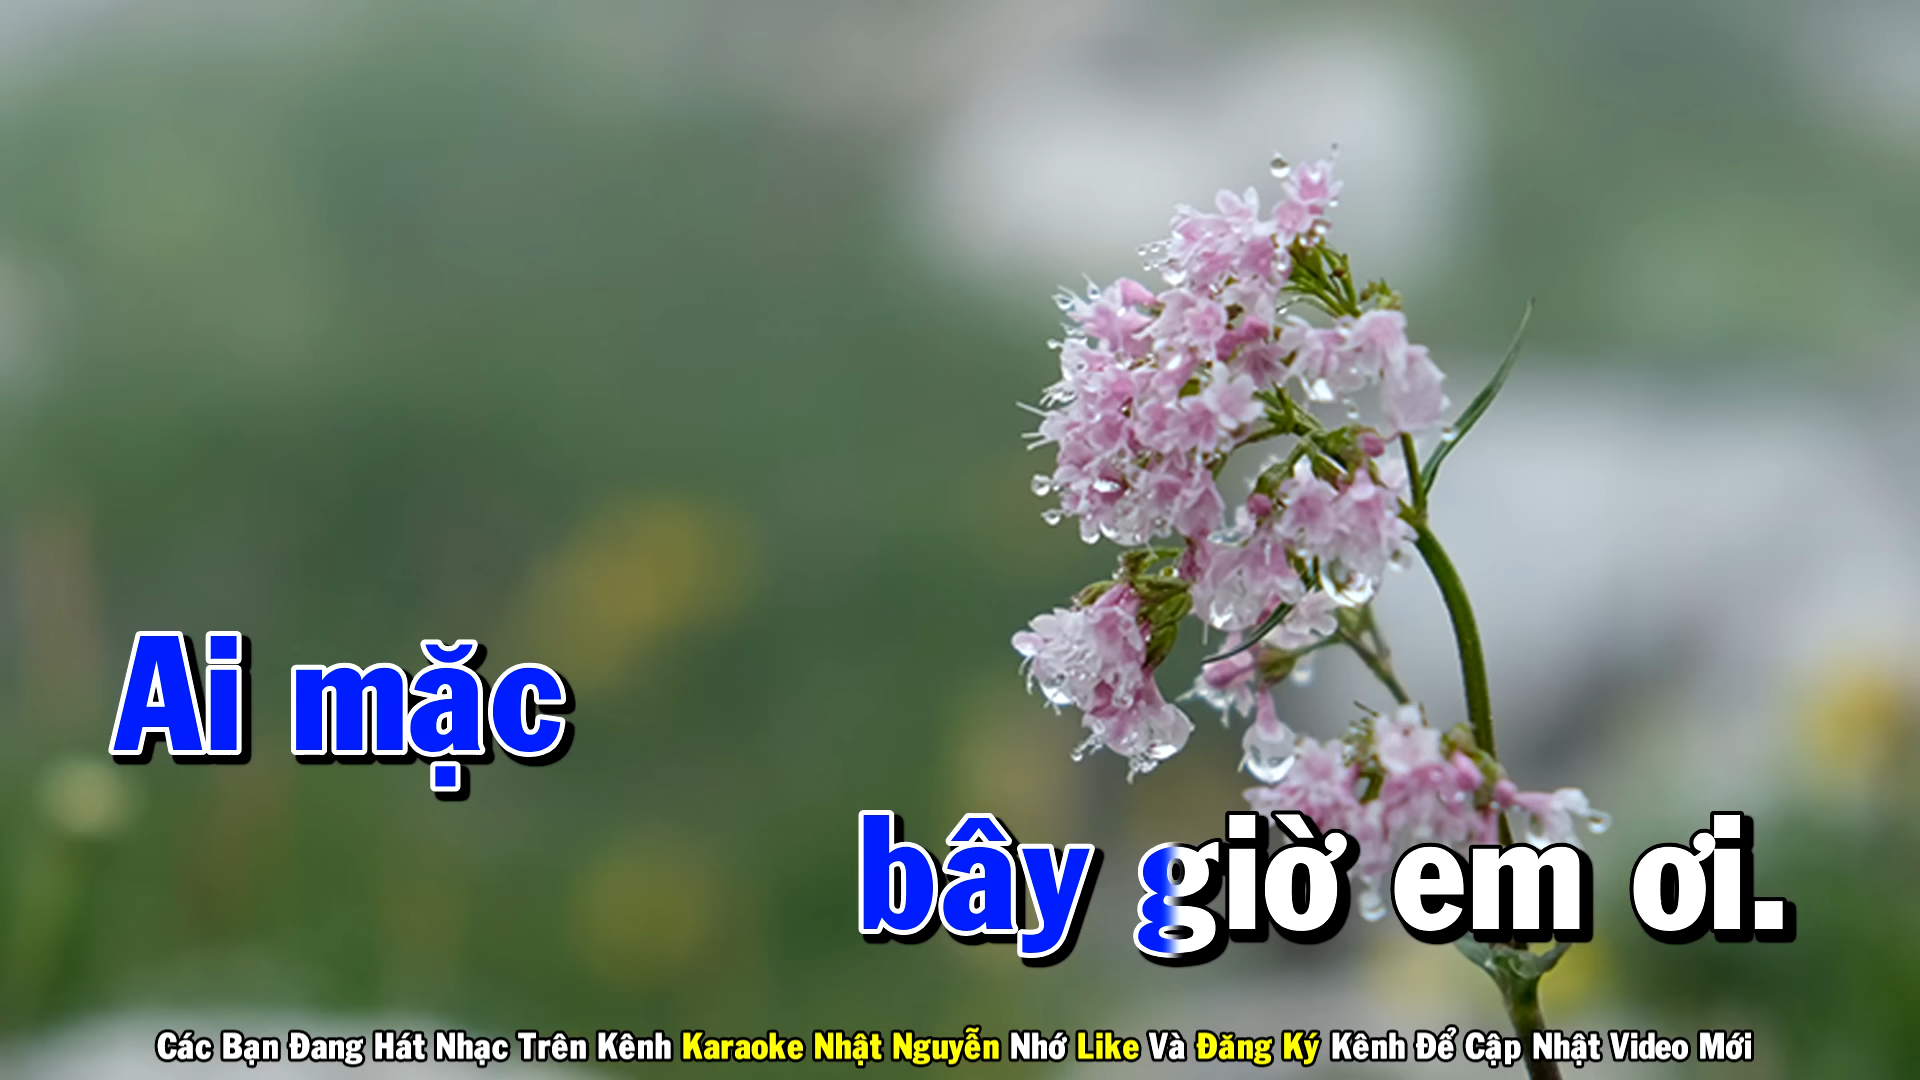 Ai mặc
bây giờ em ơi.
Các Bạn Đang Hát Nhạc Trên Kênh Karaoke Nhật Nguyễn Nhớ Like Và Đăng Ký Kênh Để Cập Nhật Video Mới